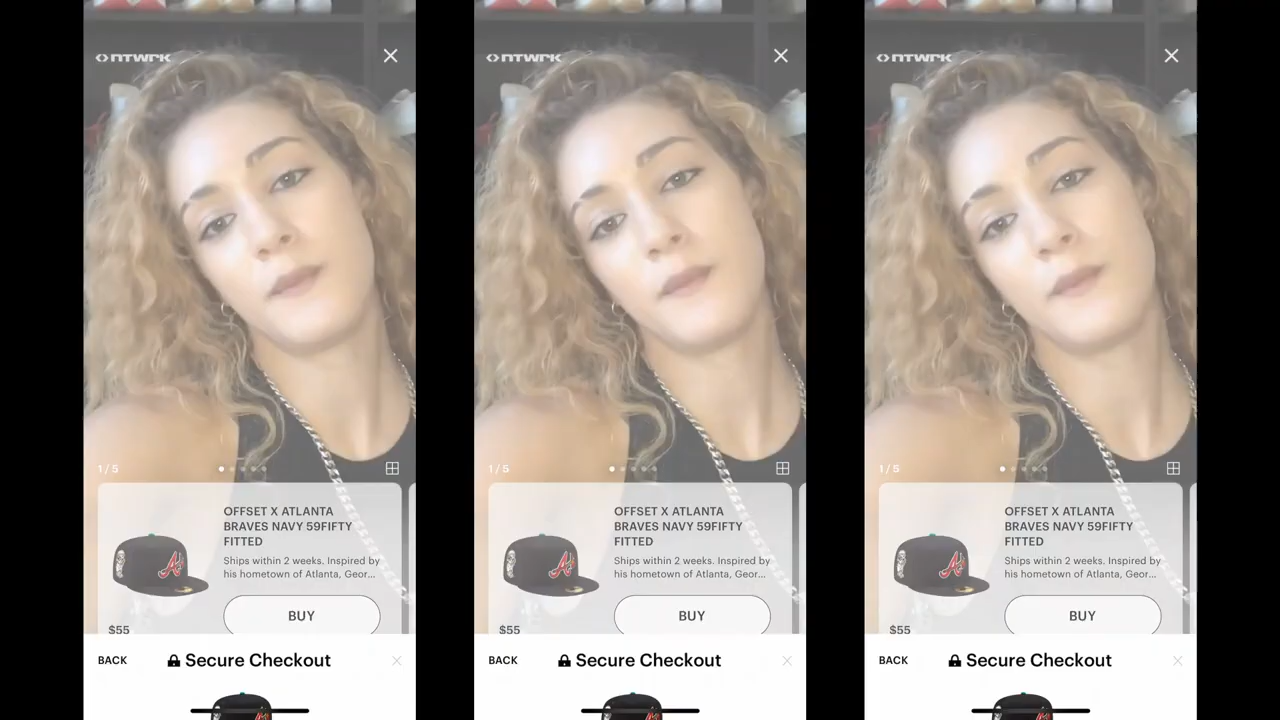 NTWRK
1 / 5
OFFSET X ATLANTA
BRAVES NAVY 59FIFTY
FITTED
Ships within 2 weeks. Inspired by
his hometown of Atlanta, Geor...
BUY
$55
BACK
Secure Checkout
NTWRK
1 / 5
OFFSET X ATLANTA
BRAVES NAVY 59FIFTY
FITTED
Ships within 2 weeks. Inspired by
his hometown of Atlanta, Geor...
BUY
$55
BACK
Secure Checkout
NTWRK
1 / 5
OFFSET X ATLANTA
BRAVES NAVY 59FIFTY
FITTED
Ships within 2 weeks. Inspired by
his hometown of Atlanta, Geor...
BUY
$55
BACK
Secure Checkout